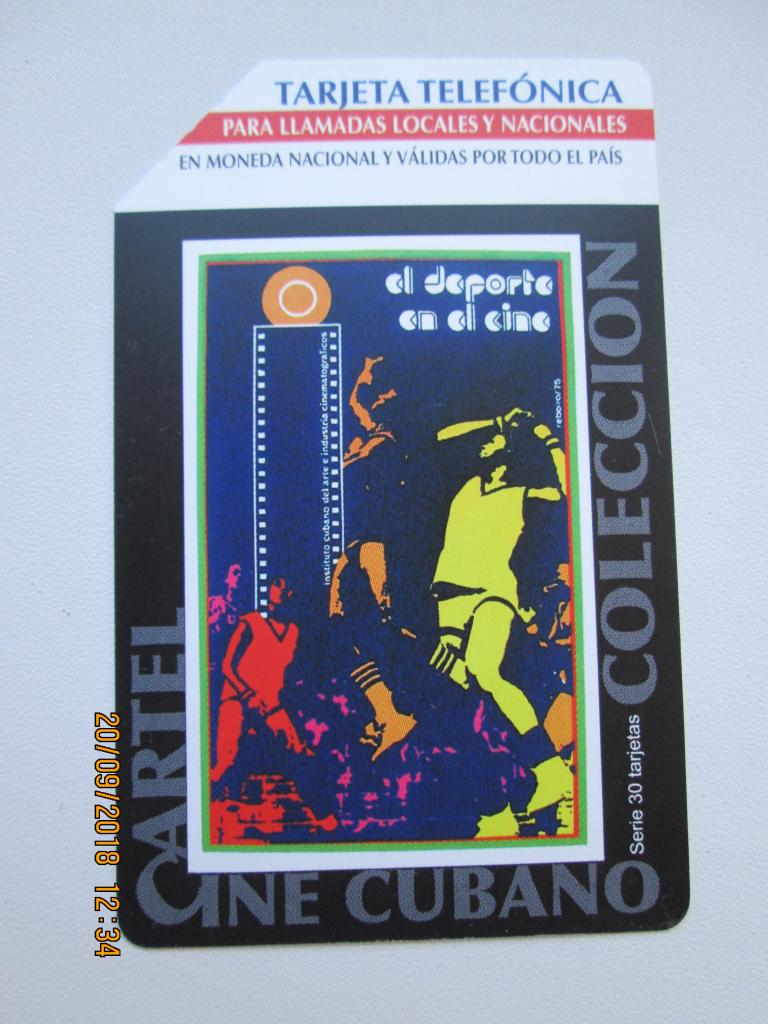 TARJETA TELEFÓNICA
PARA LLAMADAS LOCALES Y NACIONALES
EN MONEDA NACIONAL Y VÁLIDAS POR TODO EL PAÍS
el deporte
en el cine
instituto cubano del arte e industria cinematograficos
reboiro/75
CARTEL
CINE CUBANO
COLECCION
Serie 30 tarjetas
20/09/2018 12:34